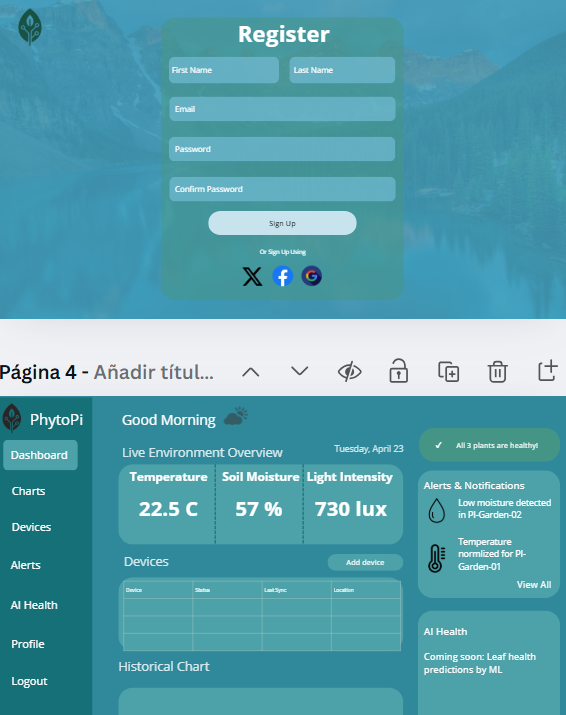 Register
First Name
Last Name
Email
Password
Confirm Password
Sign Up
Or Sign Up Using
Página 4 - Añadir títul...
PhytoPi
Dashboard
Charts
Devices
Alerts
AI Health
Profile
Logout
Good Morning
Live Environment Overview
Tuesday, April 23
Temperature
22.5 C
Soil Moisture
57 %
Light Intensity
730 lux
Devices
Add device
Device
Status
Last Sync
Location
Historical Chart
✓ All 3 plants are healthy!
Alerts & Notifications
Low moisture detected
in PI-Garden-02
Temperature
normlized for PI-
Garden-01
View All
AI Health
Coming soon: Leaf health
predictions by ML